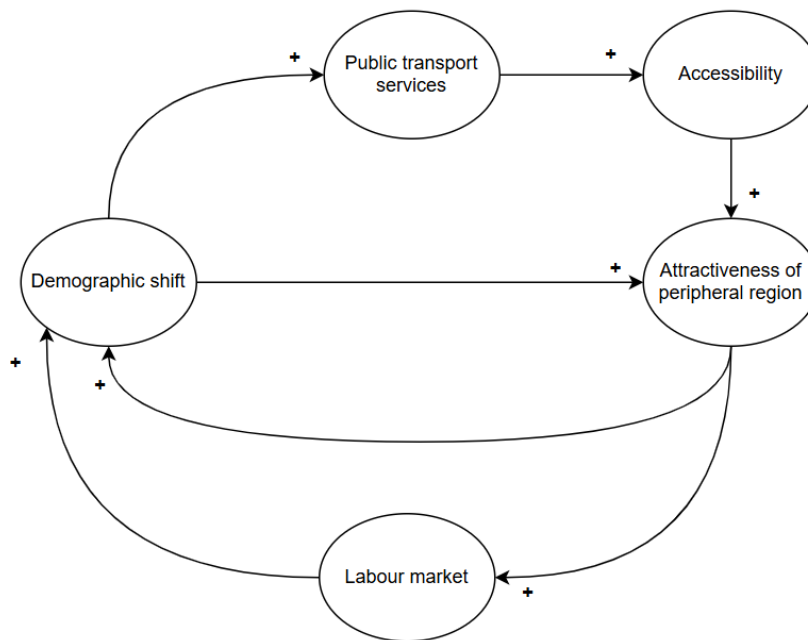 +
Public transport
services
+
Accessibility
+
Demographic shift
+
Attractiveness of
peripheral region
+
+
Labour market
+